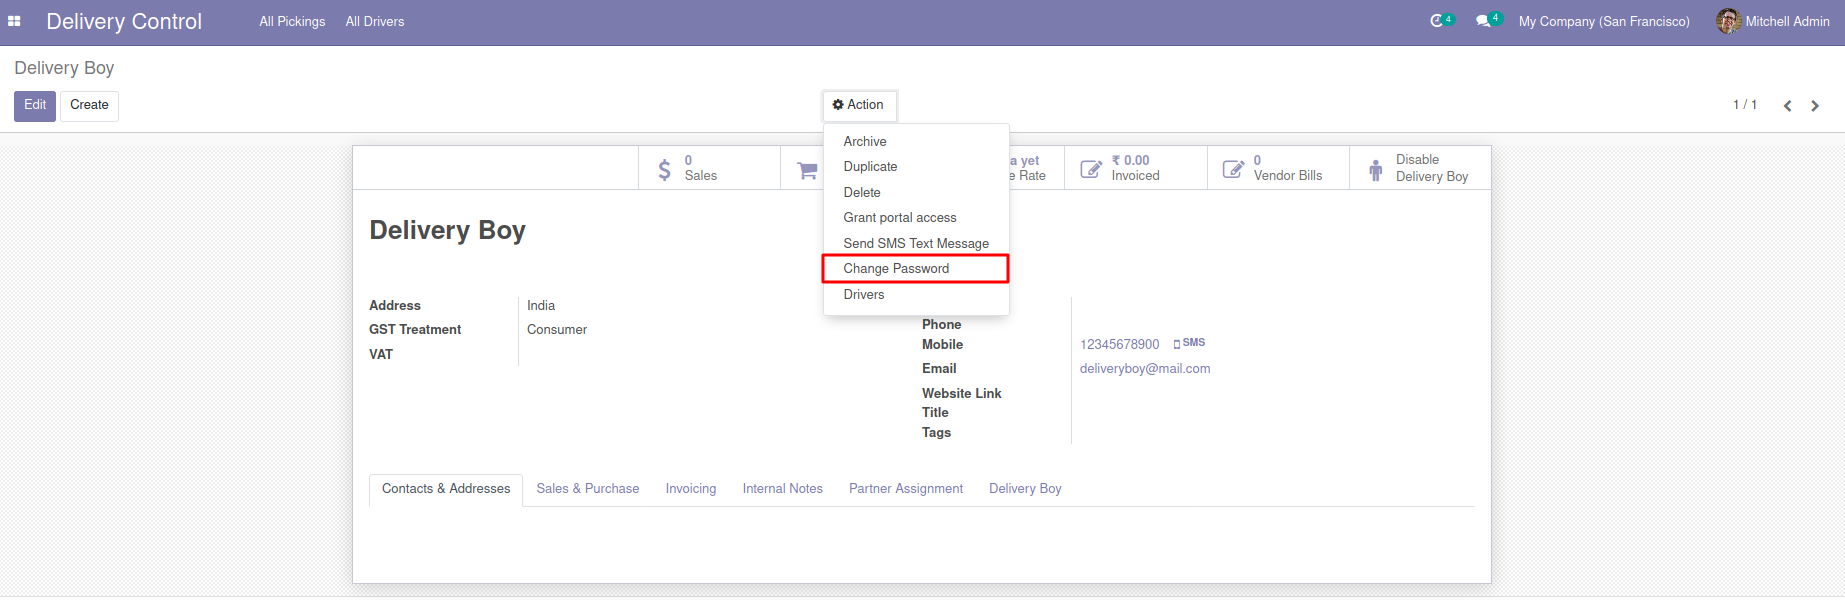 Delivery Control All Pickings All Drivers 4 4 My Company (San Francisco) Mitchell Admin
Delivery Boy
Edit Create Action 1 / 1
Archive
Duplicate
Delete
Grant portal access
Send SMS Text Message
Change Password
Drivers
0
Sales
a yet
e Rate
₹ 0.00
Invoiced
0
Vendor Bills
Disable
Delivery Boy
Delivery Boy
Address India
GST Treatment Consumer
VAT
Phone
Mobile 12345678900 SMS
Email deliveryboy@mail.com
Website Link
Title
Tags
Contacts & Addresses Sales & Purchase Invoicing Internal Notes Partner Assignment Delivery Boy